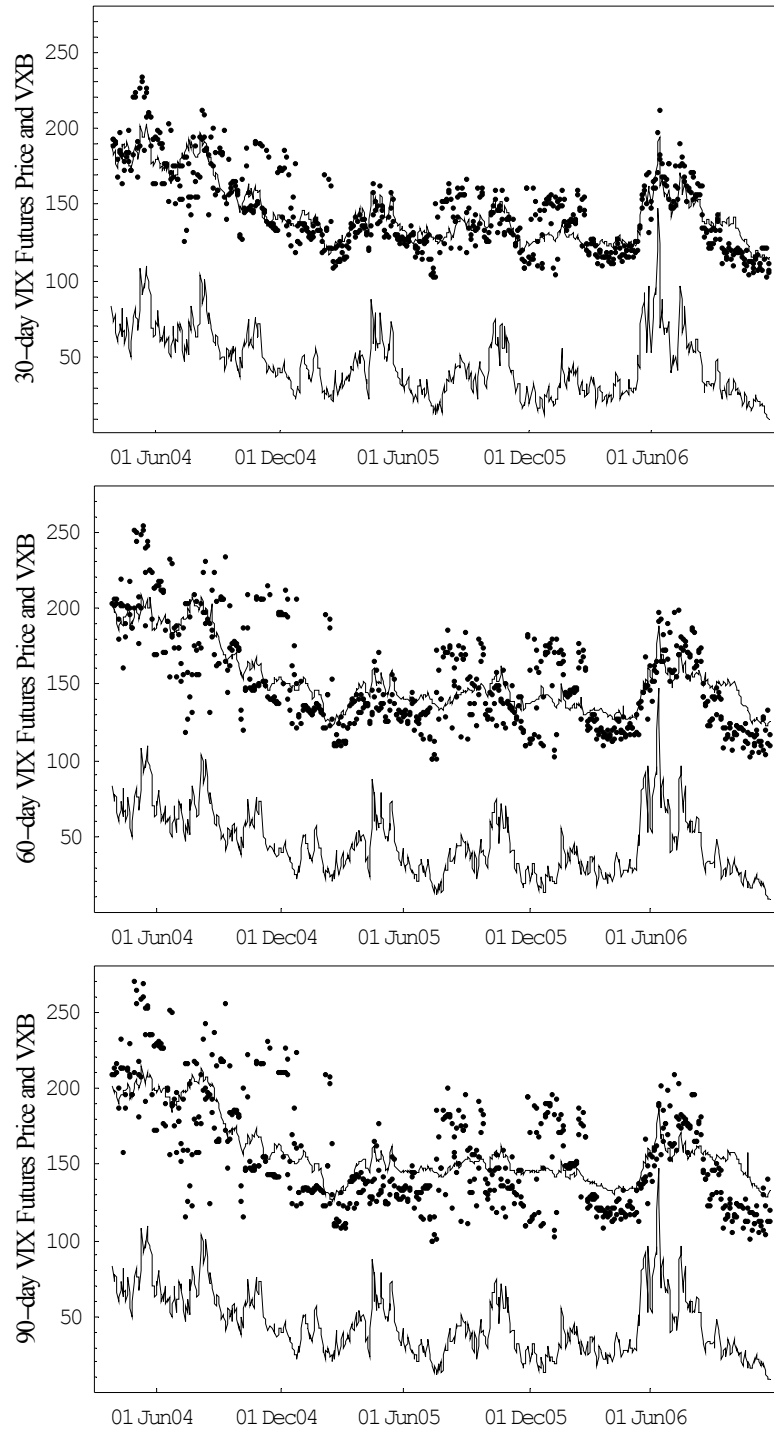 30-day VIX Futures Price and VXB
250
200
150
100
50
01 Jun04 01 Dec04 01 Jun05 01 Dec05 01 Jun06
60-day VIX Futures Price and VXB
250
200
150
100
50
01 Jun04 01 Dec04 01 Jun05 01 Dec05 01 Jun06
90-day VIX Futures Price and VXB
250
200
150
100
50
01 Jun04 01 Dec04 01 Jun05 01 Dec05 01 Jun06